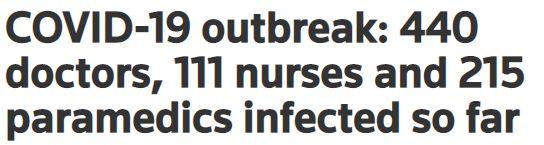 COVID-19 outbreak: 440
doctors, 111 nurses and 215
paramedics infected so far